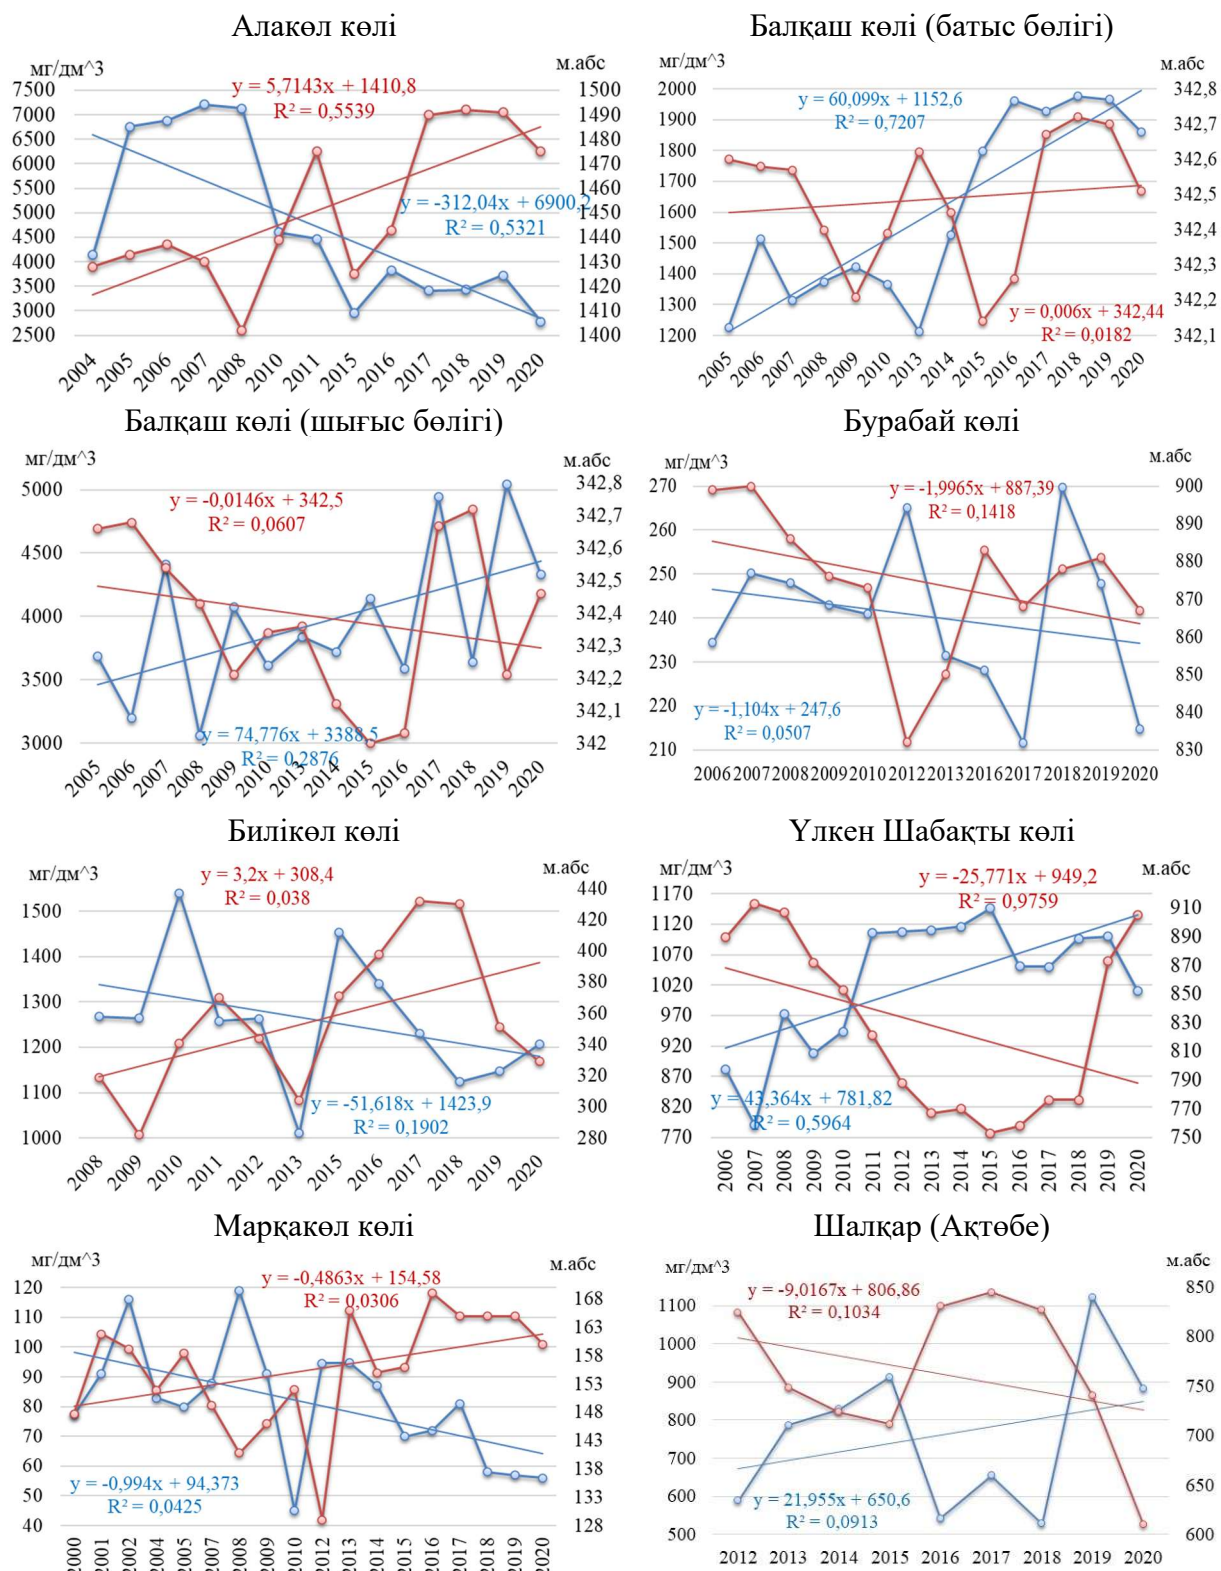 Алакөл көлі
мг/дм^3
м.абс
y = 5,7143x + 1410,8
R² = 0,5539
y = -312,04x + 6900,2
R² = 0,5321
7500
7000
6500
6000
5500
5000
4500
4000
3500
3000
2500
1500
1490
1480
1470
1460
1450
1440
1430
1420
1410
1400
2004 2005 2006 2007 2008 2010 2011 2015 2016 2017 2018 2019 2020
Балқаш көлі (батыс бөлігі)
мг/дм^3
м.абс
y = 60,099x + 1152,6
R² = 0,7207
y = 0,006x + 342,44
R² = 0,0182
2000
1900
1800
1700
1600
1500
1400
1300
1200
342,8
342,7
342,6
342,5
342,4
342,3
342,2
342,1
2005 2006 2007 2008 2009 2010 2013 2014 2015 2016 2017 2018 2019 2020
Балқаш көлі (шығыс бөлігі)
мг/дм^3
м.абс
y = -0,0146x + 342,5
R² = 0,0607
y = 74,776x + 3388,5
R² = 0,2876
5000
4500
4000
3500
3000
342,8
342,7
342,6
342,5
342,4
342,3
342,2
342,1
342
2005 2006 2007 2008 2009 2010 2013 2014 2015 2016 2017 2018 2019 2020
Бурабай көлі
мг/дм^3
м.абс
y = -1,9965x + 887,39
R² = 0,1418
y = -1,104x + 247,6
R² = 0,0507
270
260
250
240
230
220
210
900
890
880
870
860
850
840
830
2006 2007 2008 2009 2010 2012 2013 2016 2017 2018 2019 2020
Билікөл көлі
мг/дм^3
м.абс
y = 3,2x + 308,4
R² = 0,038
y = -51,618x + 1423,9
R² = 0,1902
1500
1400
1300
1200
1100
1000
440
420
400
380
360
340
320
300
280
2008 2009 2010 2011 2012 2013 2015 2016 2017 2018 2019 2020
Үлкен Шабақты көлі
мг/дм^3
м.абс
y = -25,771x + 949,2
R² = 0,9759
y = 43,364x + 781,82
R² = 0,5964
1170
1120
1070
1020
970
920
870
820
770
910
890
870
850
830
810
790
770
750
2006 2007 2008 2009 2010 2011 2012 2013 2014 2015 2016 2017 2018 2019 2020
Марқакөл көлі
мг/дм^3
м.абс
y = -0,4863x + 154,58
R² = 0,0306
y = -0,994x + 94,373
R² = 0,0425
120
110
100
90
80
70
60
50
40
168
163
158
153
148
143
138
133
128
2000 2001 2002 2004 2005 2007 2008 2009 2010 2012 2013 2014 2015 2016 2017 2018 2019 2020
Шалқар (Ақтөбе)
мг/дм^3
м.абс
y = -9,0167x + 806,86
R² = 0,1034
y = 21,955x + 650,6
R² = 0,0913
1100
1000
900
800
700
600
500
850
800
750
700
650
600
2012 2013 2014 2015 2016 2017 2018 2019 2020